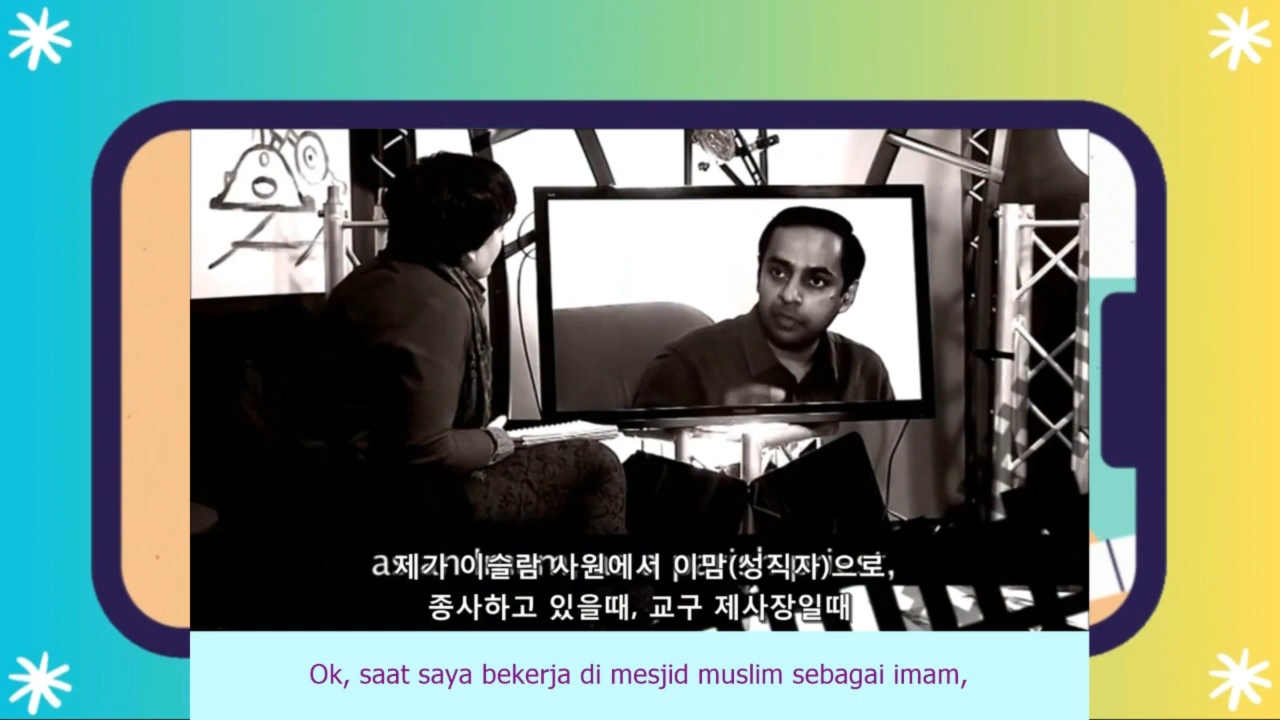 제가 이슬람 사원에서 이맘(성직자)으로,
종사하고 있을때, 교구 제사장일때
Ok, saat saya bekerja di mesjid muslim sebagai imam,